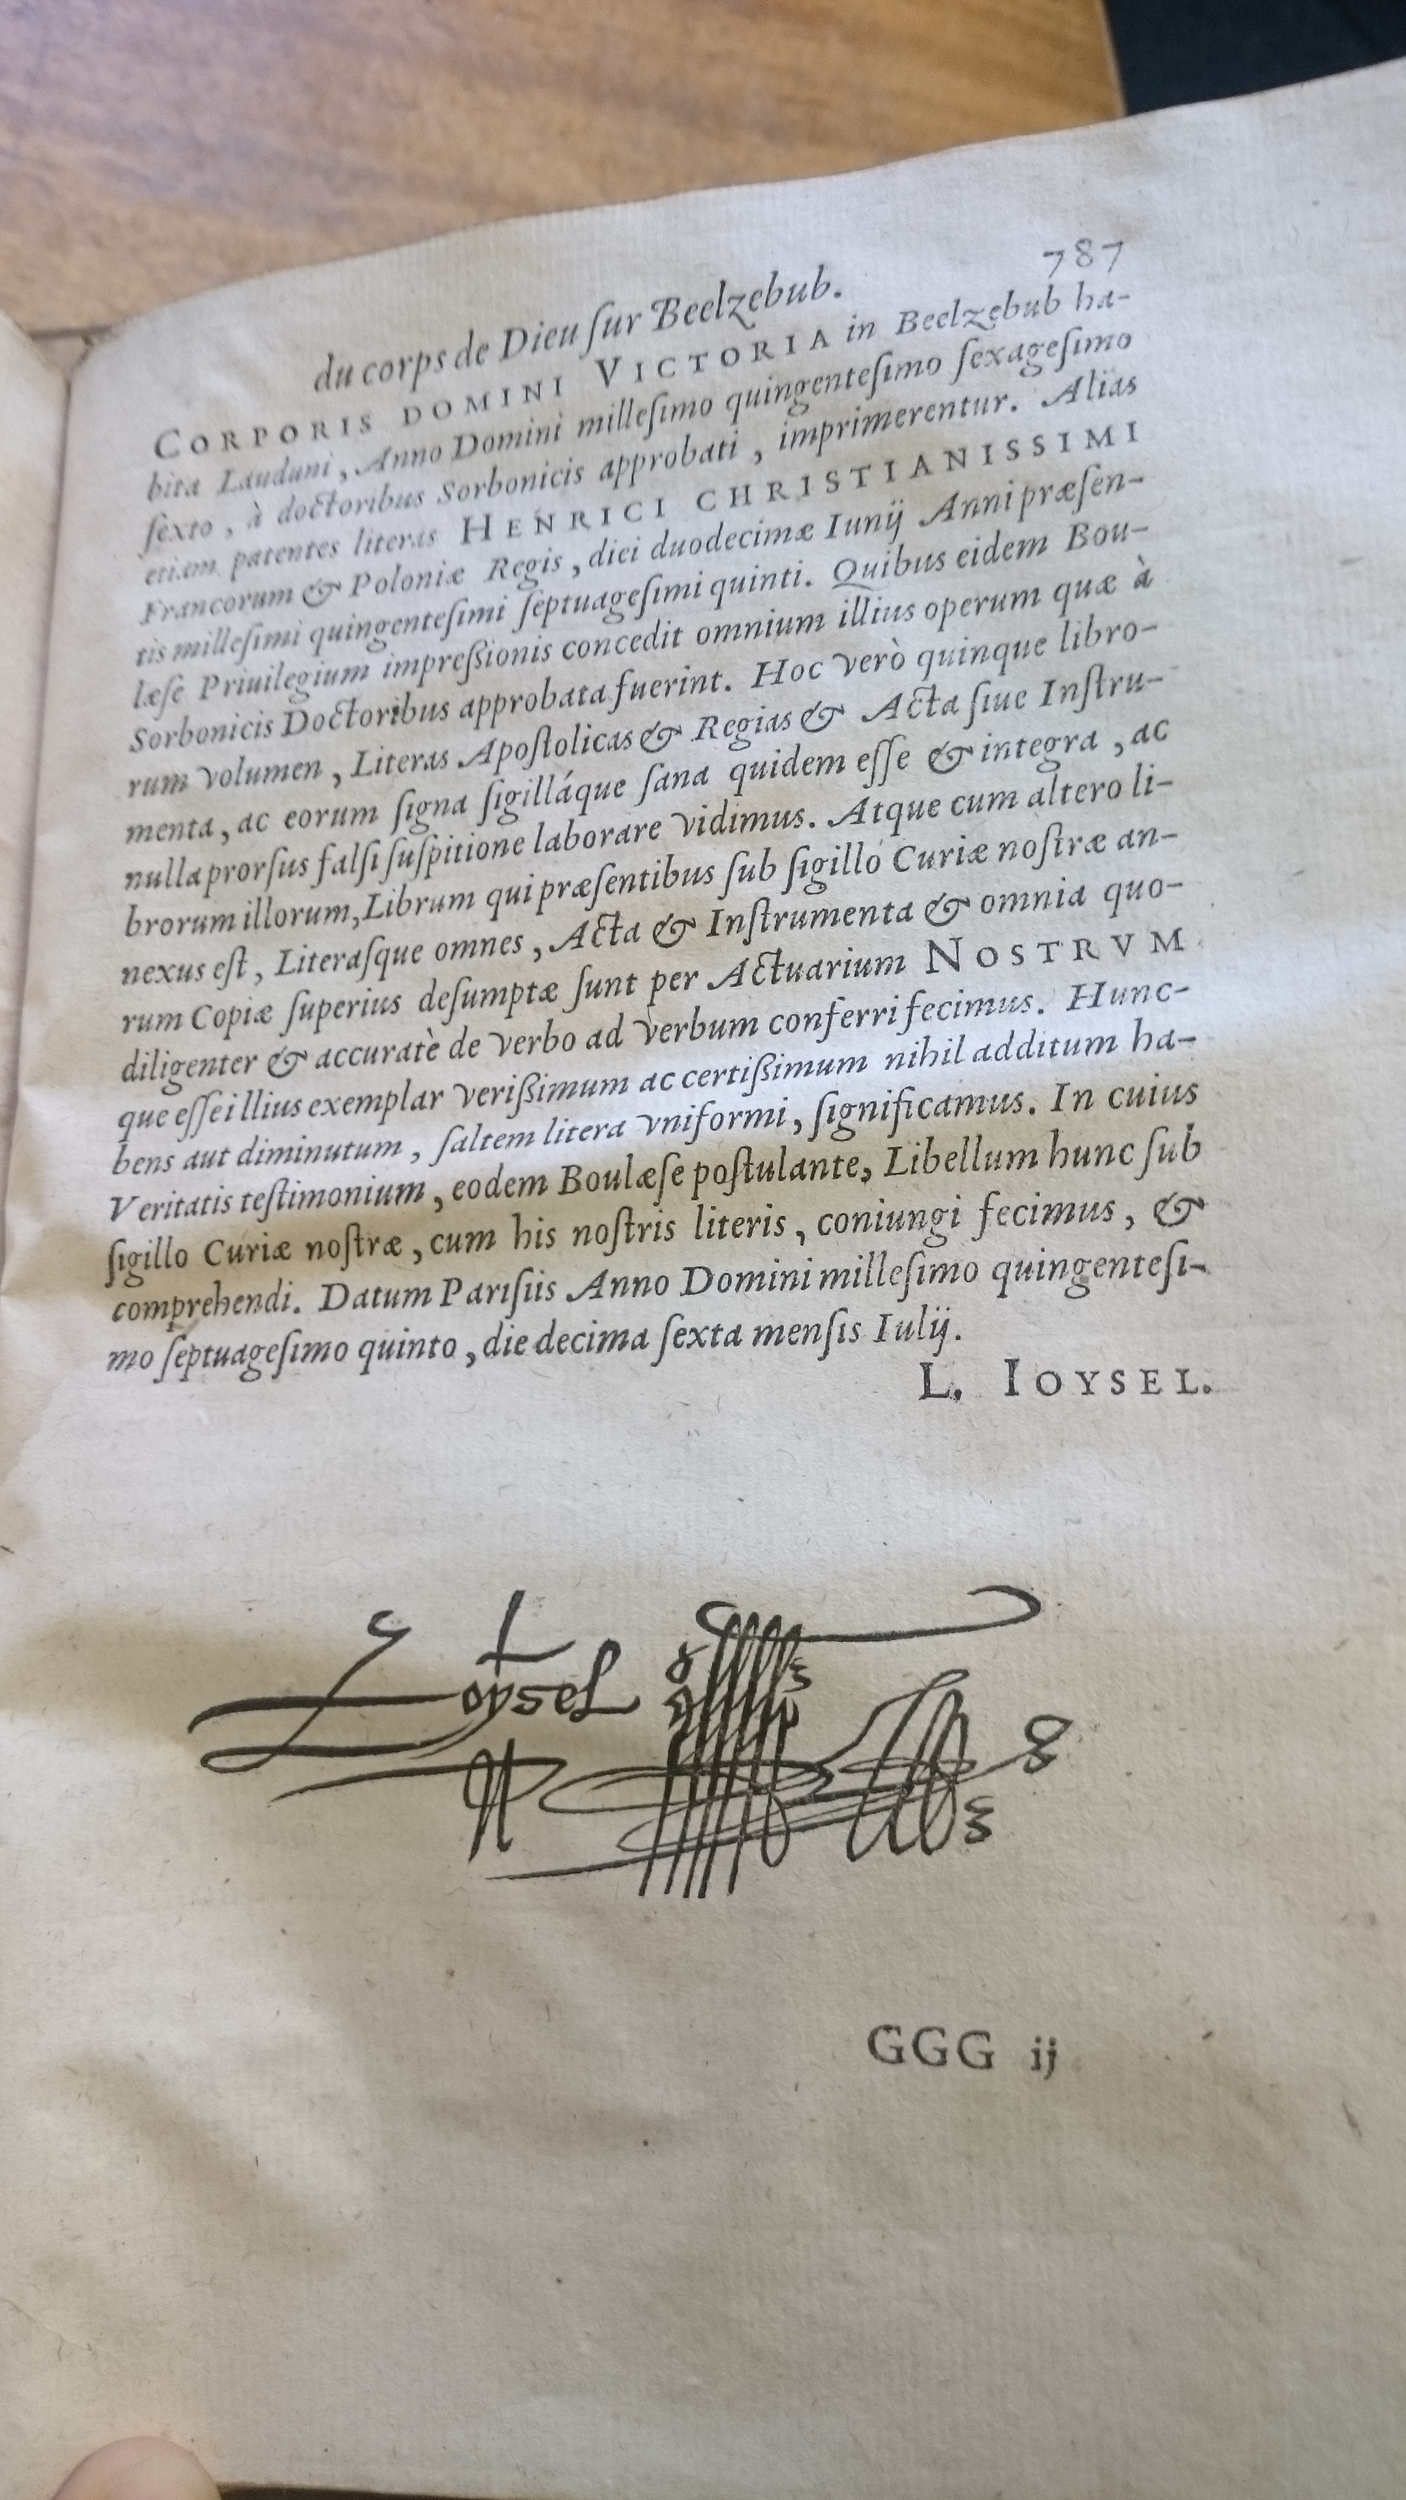 787
du corps de Dieu ſur Beelzebub.
CORPORIS DOMINI VICTORIA in Beelzebub ha-
bita Lauduni, Anno Domini milleſimo quingenteſimo ſexageſimo
ſexto, à doctoribus Sorbonicis approbati, imprimerentur. Alias
etiam patentes literas HENRICI CHRISTIANISSIMI
Francorum & Poloniæ Regis, diei duodecimæ Iunij Anni præſen-
tis milleſimi quingenteſimi ſeptuageſimi quinti. Quibus eidem Bou-
læſe Priuilegium impreſsionis concedit omnium illius operum quæ à
Sorbonicis Doctoribus approbata fuerint. Hoc verò quinque libro-
rum volumen, Literas Apoſtolicas & Regias & Acta ſiue Inſtru-
menta, ac eorum ſigna ſigilláque ſana quidem eſſe & integra, ac
nulla prorſus falſi ſuſpitione laborare vidimus. Atque cum altero li-
brorum illorum, Librum qui præſentibus ſub ſigillo Curiæ noſtræ an-
nexus eſt, Literaſque omnes, Acta & Inſtrumenta & omnia quo-
rum Copiæ ſuperius deſumptæ ſunt per Actuarium NOSTRVM
diligenter & accuratè de verbo ad verbum conferri fecimus. Hunc-
que eſſe illius exemplar veriſsimum ac certiſsimum nihil additum ha-
bens aut diminutum, ſaltem litera vniformi, ſignificamus. In cuius
Veritatis teſtimonium, eodem Boulæſe poſtulante, Libellum hunc ſub
ſigillo Curiæ noſtræ, cum his noſtris literis, coniungi fecimus, &
comprehendi. Datum Pariſiis Anno Domini milleſimo quingenteſi-
mo ſeptuageſimo quinto, die decima ſexta menſis Iulij.
L. IOYSEL.
L
Ioysel
GGG ij